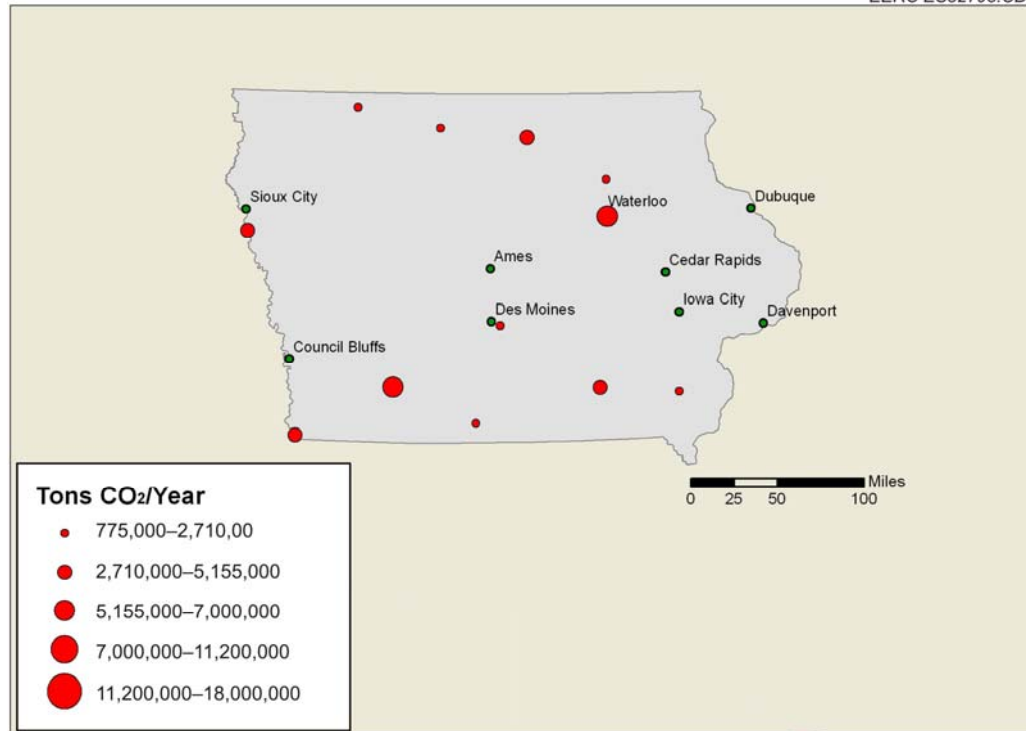 Sioux City
Waterloo
Dubuque
Ames
Cedar Rapids
Iowa City
Des Moines
Davenport
Council Bluffs
Miles
0 25 50 100
Tons CO₂/Year
775,000–2,710,00
2,710,000–5,155,000
5,155,000–7,000,000
7,000,000–11,200,000
11,200,000–18,000,000